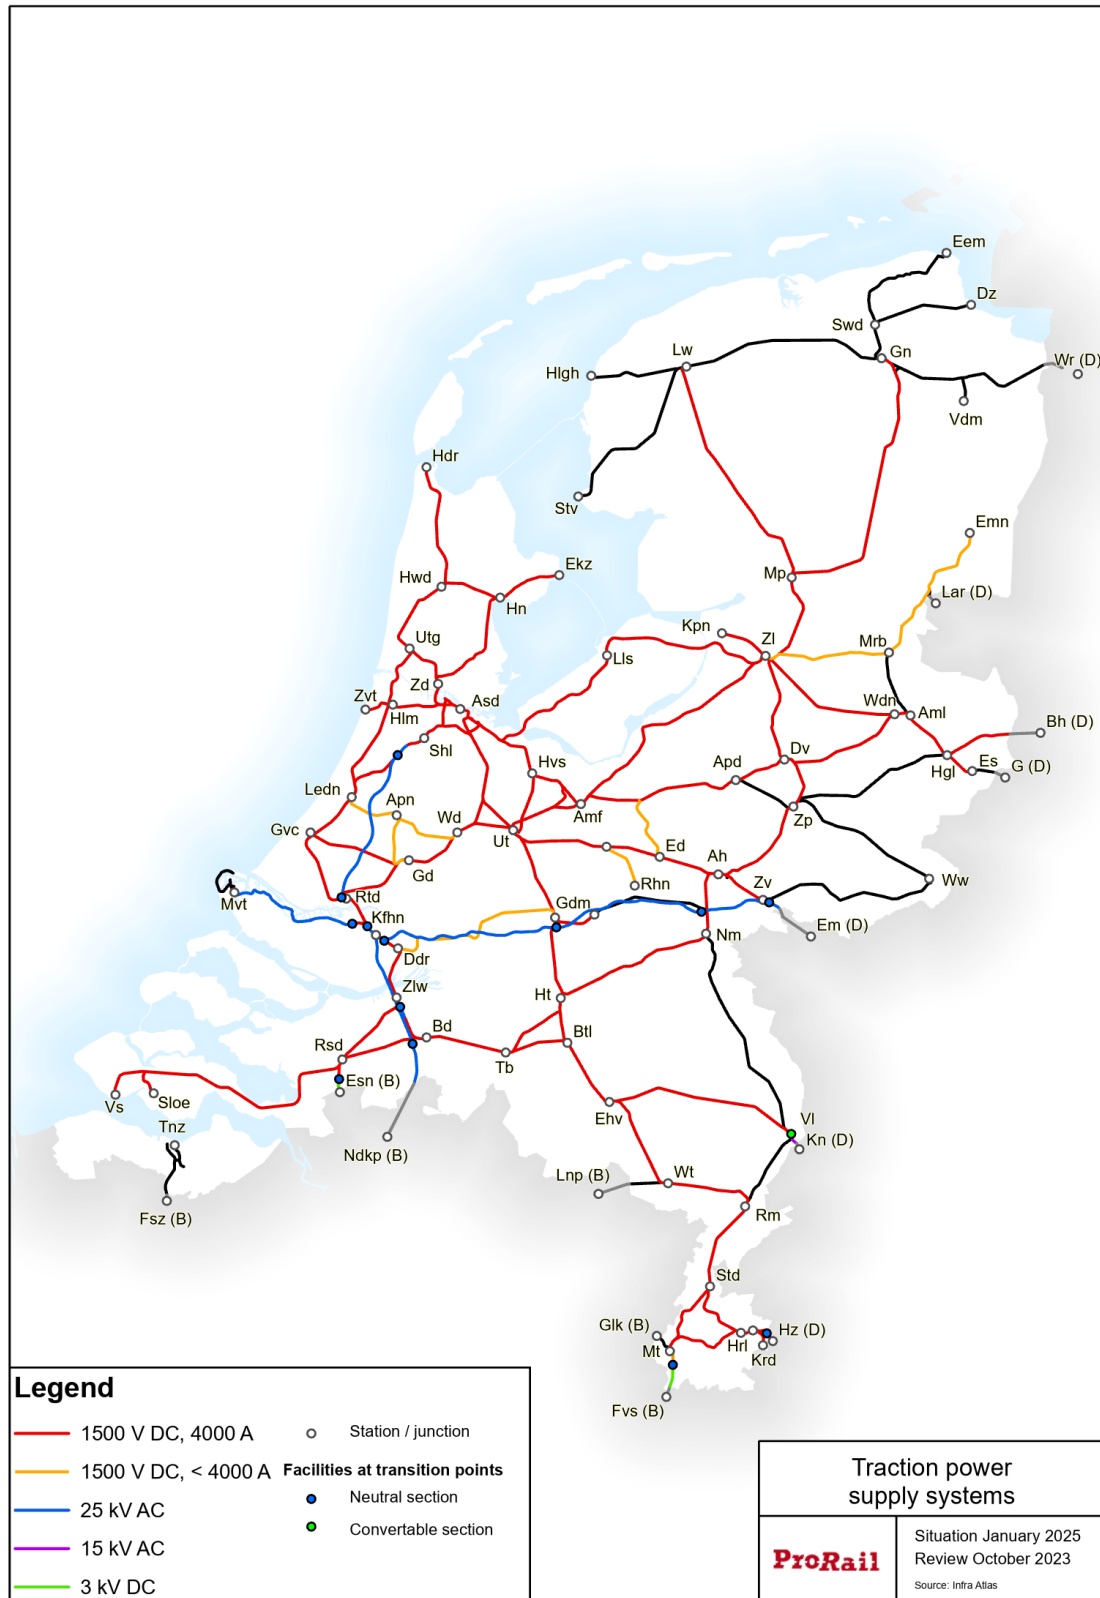 Eem
Dz
Swd
Gn
Lw
Wr (D)
Hlgh
Vdm
Hdr
Stv
Emn
Ekz
Mp
Hwd
Lar (D)
Hn
Kpn
Zl
Mrb
Utg
Lls
Zd
Zvt
Asd
Wdn
Hlm
Aml
Bh (D)
Shl
Dv
Hvs
Apd
Es
G (D)
Hgl
Ledn
Apn
Amf
Zp
Gvc
Wd
Ut
Ed
Ah
Gd
Rhn
Zv
Ww
Mvt
Rtd
Gdm
Kfhn
Em (D)
Nm
Ddr
Zlw
Ht
Bd
Btl
Rsd
Tb
Esn (B)
Vs
Sloe
Ehv
Vl
Tnz
Kn (D)
Ndkp (B)
Lnp (B)
Wt
Fsz (B)
Rm
Std
Glk (B)
Hz (D)
Mt
Hrl
Krd
Fvs (B)
Legend
1500 V DC, 4000 A
Station / junction
1500 V DC, < 4000 A
Facilities at transition points
25 kV AC
Neutral section
15 kV AC
Convertable section
3 kV DC
Traction power
supply systems
ProRail
Situation January 2025
Review October 2023
Source: Infra Atlas